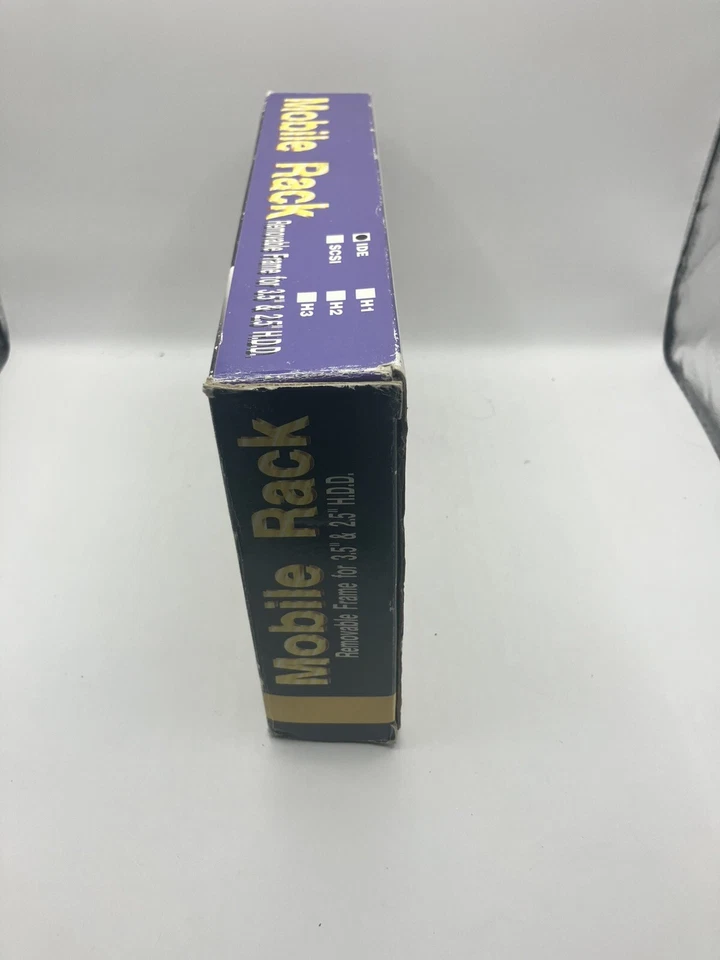 Mobile Rack
Removable Frame for 3.5" & 2.5" H.D.D.
IDE
SCSI
H1
H2
H3
Mobile Rack
Removable Frame for 3.5" & 2.5" H.D.D.